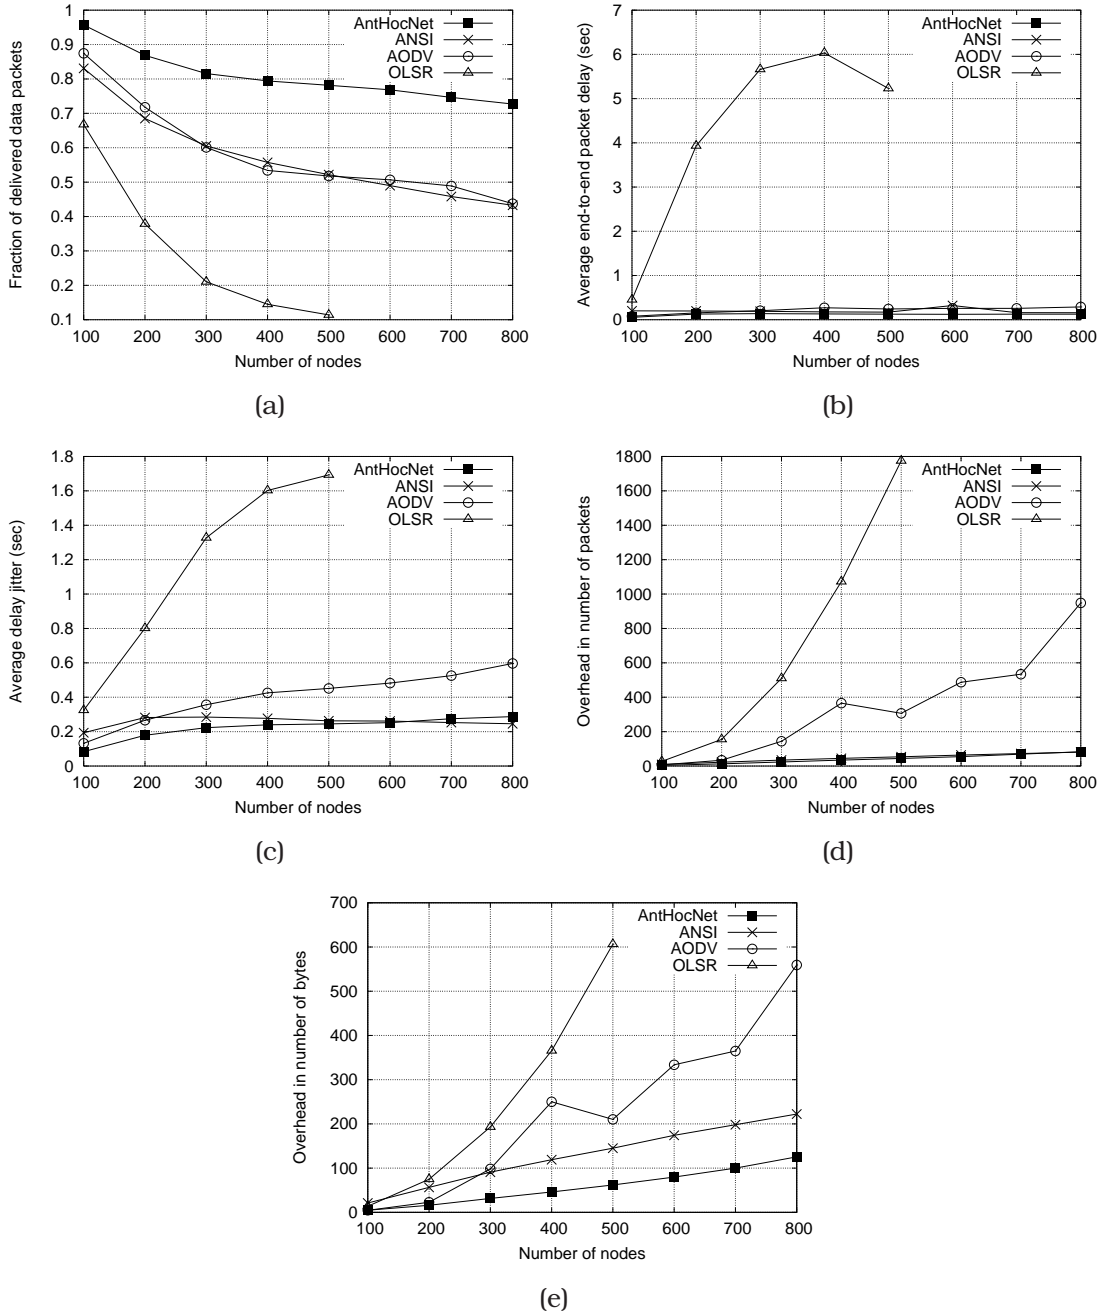 1
0.9
0.8
0.7
0.6
0.5
0.4
0.3
0.2
0.1
Fraction of delivered data packets
AntHocNet
ANSI
AODV
OLSR
100 200 300 400 500 600 700 800
Number of nodes
(a)
7
6
5
4
3
2
1
0
Average end-to-end packet delay (sec)
AntHocNet
ANSI
AODV
OLSR
100 200 300 400 500 600 700 800
Number of nodes
(b)
1.8
1.6
1.4
1.2
1
0.8
0.6
0.4
0.2
0
Average delay jitter (sec)
AntHocNet
ANSI
AODV
OLSR
100 200 300 400 500 600 700 800
Number of nodes
(c)
1800
1600
1400
1200
1000
800
600
400
200
0
Overhead in number of packets
AntHocNet
ANSI
AODV
OLSR
100 200 300 400 500 600 700 800
Number of nodes
(d)
700
600
500
400
300
200
100
0
Overhead in number of bytes
AntHocNet
ANSI
AODV
OLSR
100 200 300 400 500 600 700 800
Number of nodes
(e)